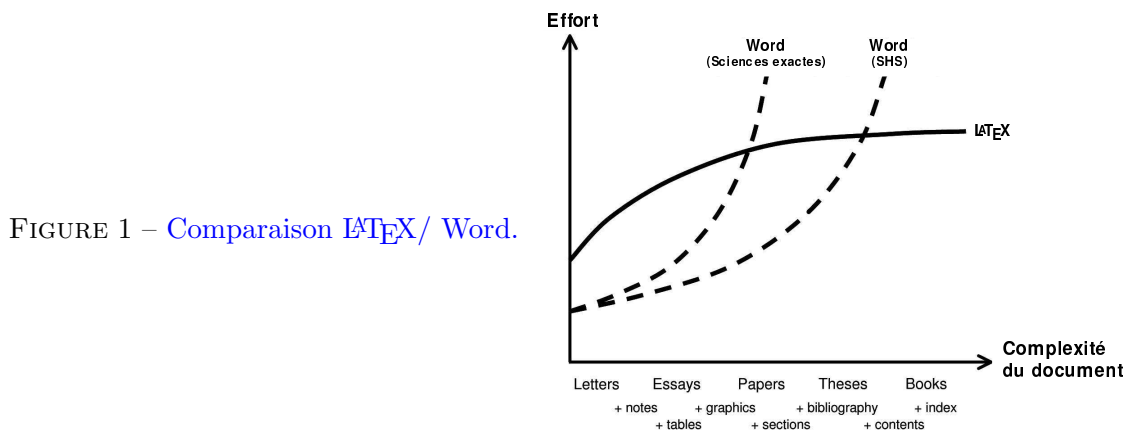 Effort
Word
(Sciences exactes)
Word
(SHS)
LATEX
FIGURE 1 – Comparaison LATEX/ Word.
Complexité
du document
Letters Essays Papers Theses Books
+ notes + graphics + bibliography + index
+ tables + sections + contents